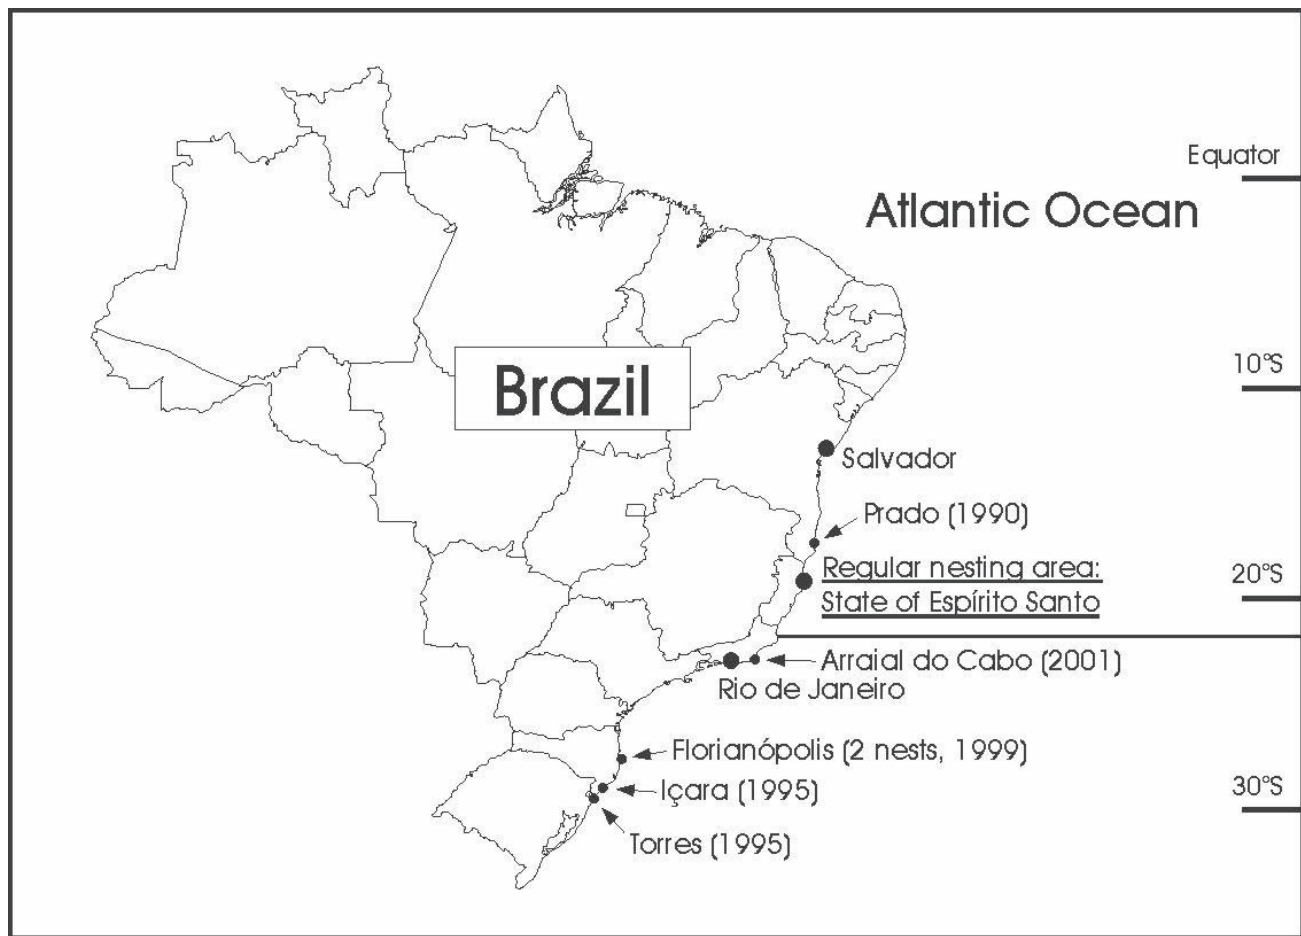 Equator
Atlantic Ocean
10°S
Brazil
Salvador
Prado (1990)
Regular nesting area:
State of Espírito Santo
20°S
Arraial do Cabo (2001)
Rio de Janeiro
Florianópolis (2 nests, 1999)
Içara (1995)
30°S
Torres (1995)